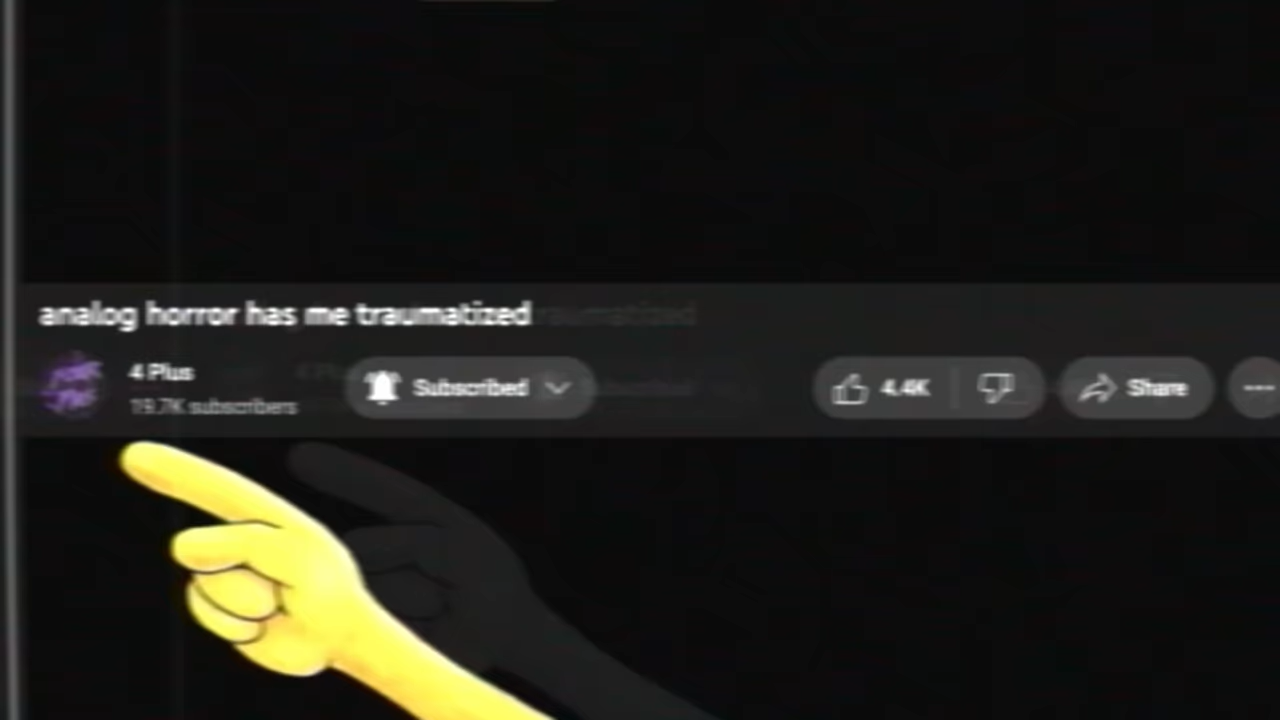 analog horror has me traumatized
4 Plus
19.7K subscribers
Subscribed
4.4K
Share